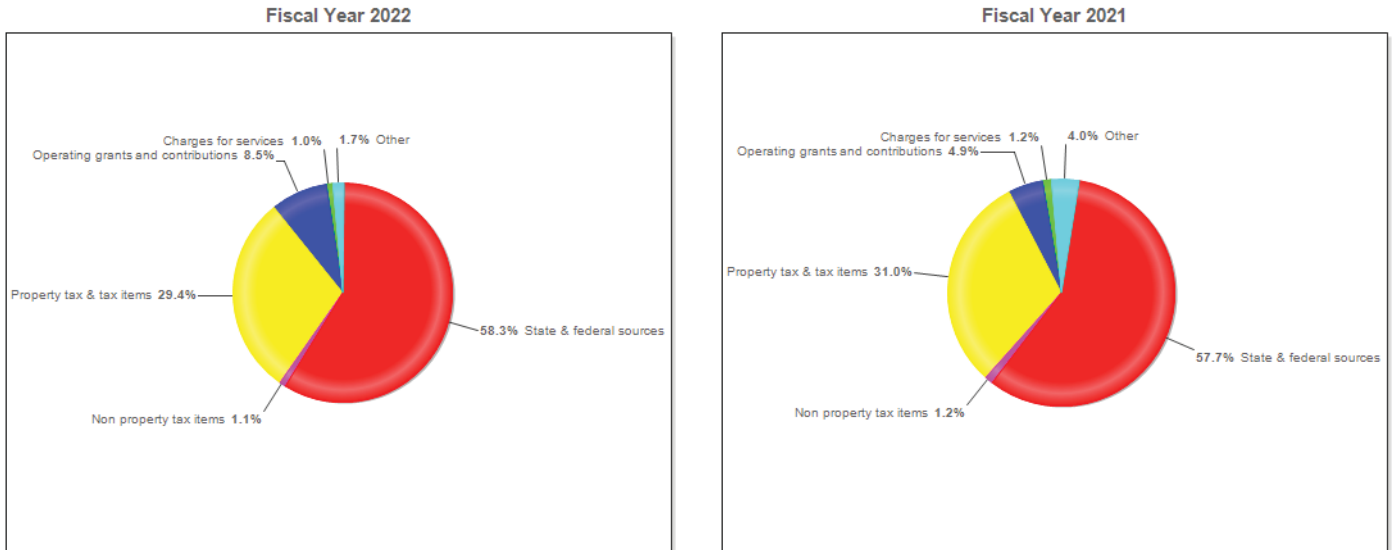 Fiscal Year 2022
Charges for services 1.0%
1.7% Other
Operating grants and contributions 8.5%
Property tax & tax items 29.4%
58.3% State & federal sources
Non property tax items 1.1%
Fiscal Year 2021
Charges for services 1.2%
4.0% Other
Operating grants and contributions 4.9%
Property tax & tax items 31.0%
57.7% State & federal sources
Non property tax items 1.2%